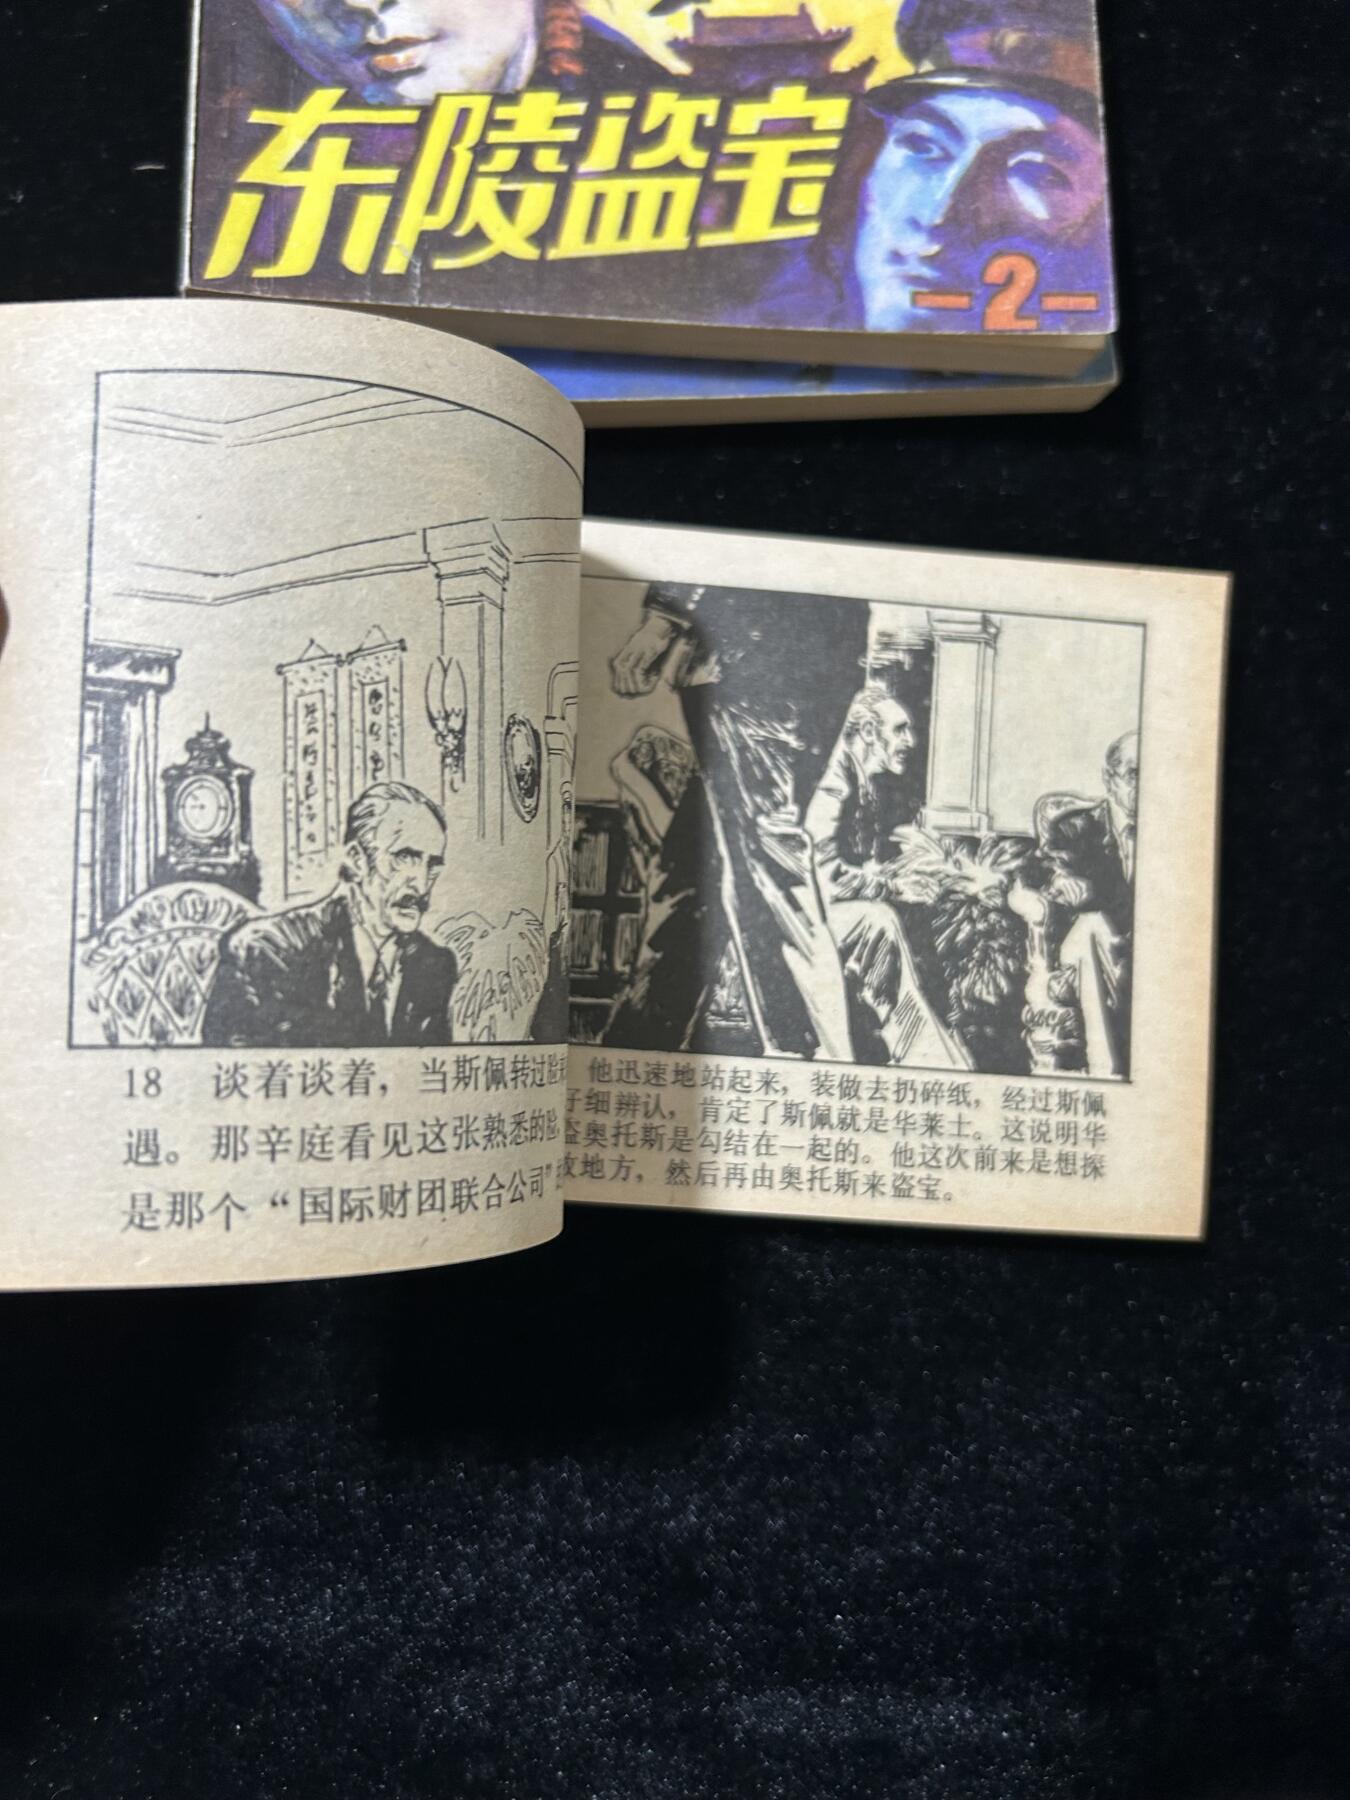 东陵盗宝
-2-
18 谈着谈着，当斯佩转过脸
遇。那辛庭看见这张熟悉的脸
是那个“国际财团联合公司”
他迅速地站起来，装做去扔碎纸，经过斯佩
子细辨认，肯定了斯佩就是华莱士。这说明华
盗奥托斯是勾结在一起的。他这次前来是想探
地方，然后再由奥托斯来盗宝。